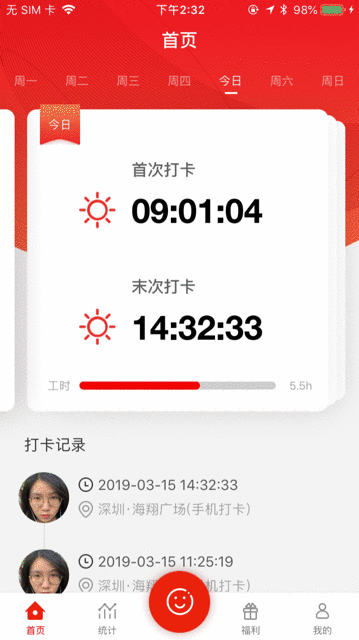 无 SIM 卡 下午2:32 98%
首页
周一 周二 周三 周四 今日 周六 周日
今日
首次打卡
09:01:04
末次打卡
14:32:33
工时 5.5h
打卡记录
2019-03-15 14:32:33
深圳·海翔广场(手机打卡)
2019-03-15 11:25:19
深圳·海翔广场(手机打卡)
首页 统计 福利 我的